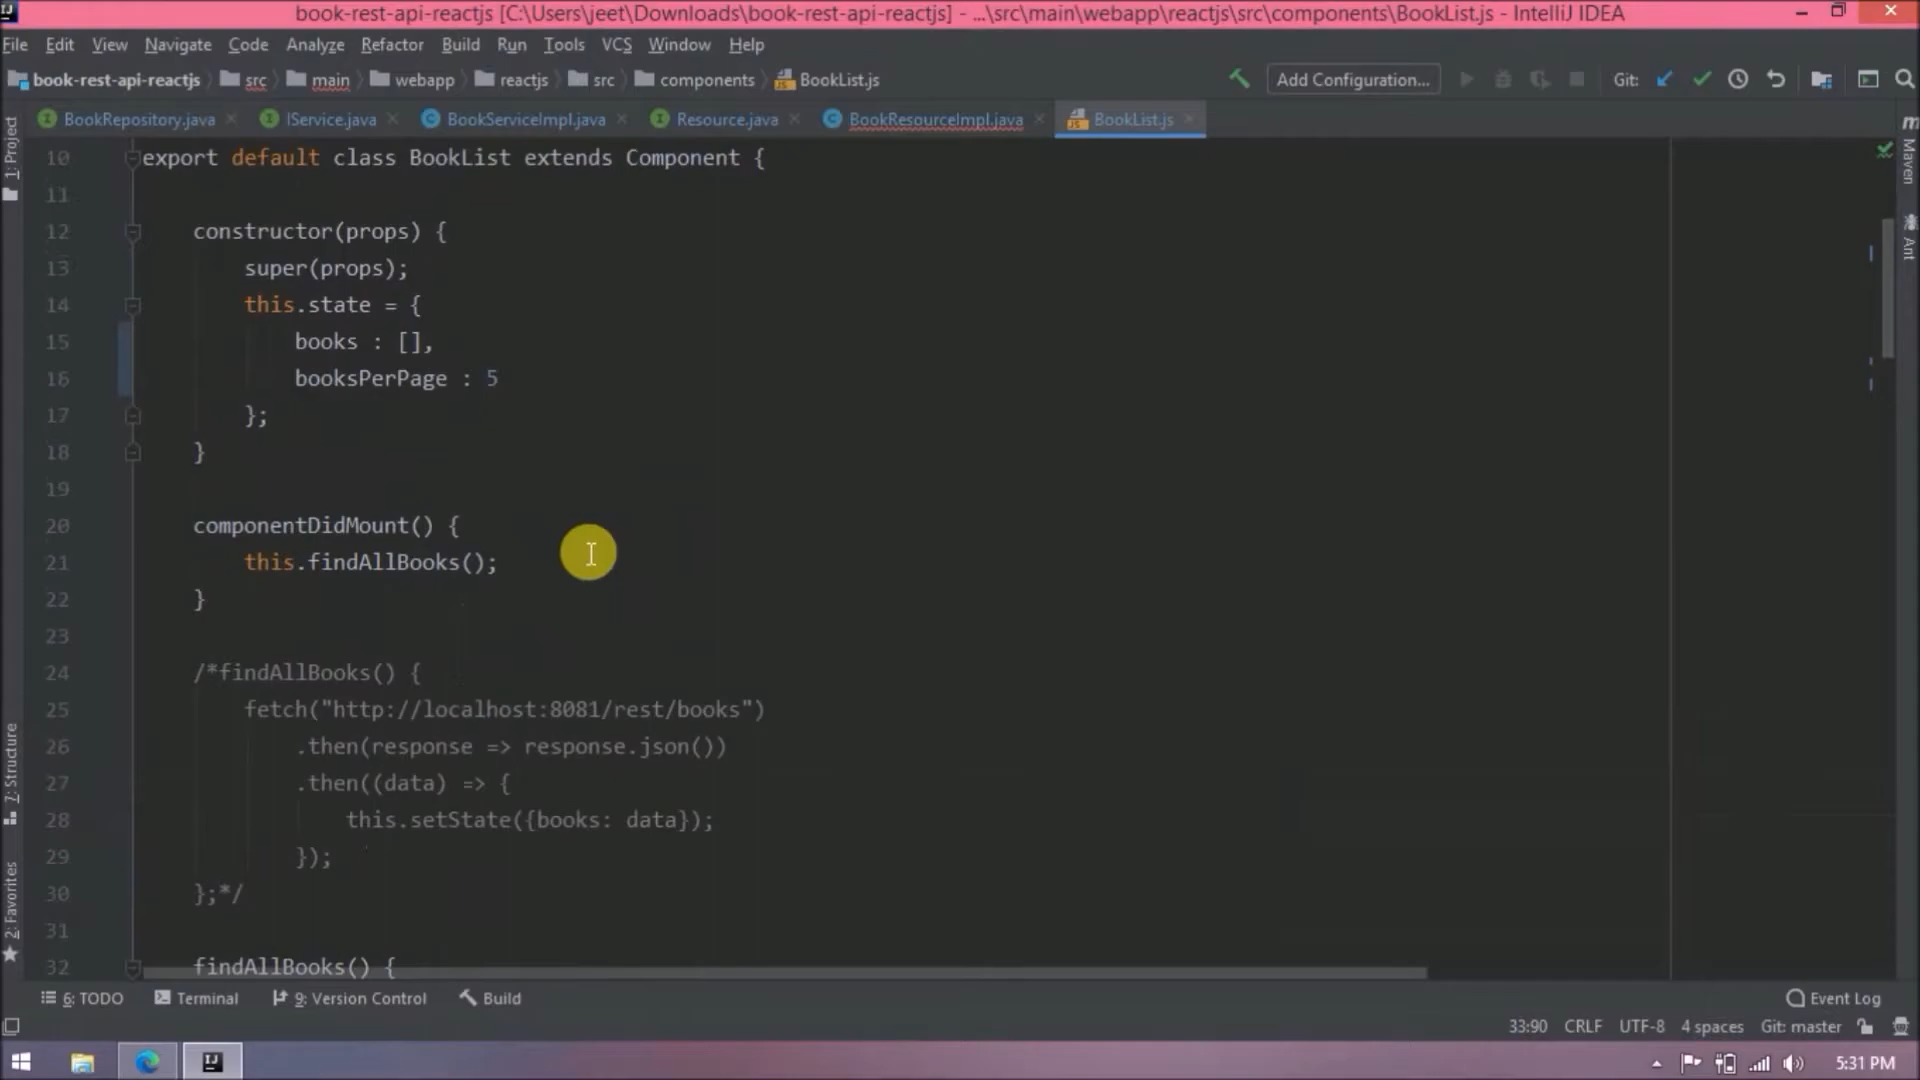 book-rest-api-reactjs [C:\Users\jeet\Downloads\book-rest-api-reactjs] - ...\src\main\webapp\reactjs\src\components\BookList.js - IntelliJ IDEA
File Edit View Navigate Code Analyze Refactor Build Run Tools VCS Window Help
book-rest-api-reactjs src main webapp reactjs src components BookList.js Add Configuration... Git:
BookRepository.java IService.java BookServiceImpl.java Resource.java BookResourceImpl.java BookList.js
1: Project
7: Structure
2: Favorites
Maven
Ant
10 export default class BookList extends Component {
11
12 constructor(props) {
13 super(props);
14 this.state = {
15 books : [],
16 booksPerPage : 5
17 };
18 }
19
20 componentDidMount() {
21 this.findAllBooks();
22 }
23
24 /*findAllBooks() {
25 fetch("http://localhost:8081/rest/books")
26 .then(response => response.json())
27 .then((data) => {
28 this.setState({books: data});
29 });
30 };*/
31
32 findAllBooks() {
6: TODO Terminal 9: Version Control Build Event Log
33:90 CRLF UTF-8 4 spaces Git: master
5:31 PM